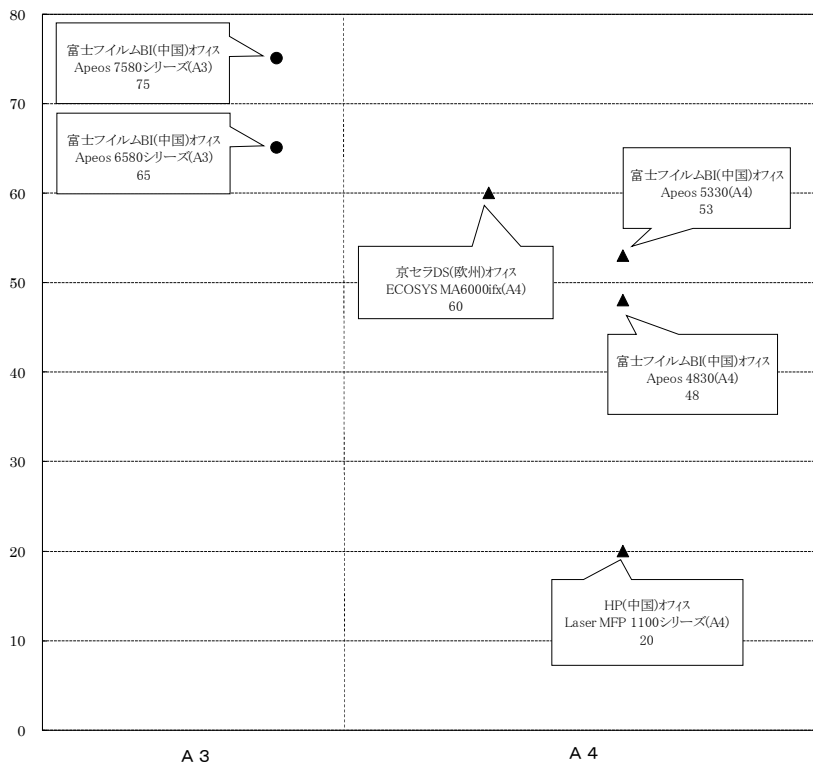 80
70
60
50
40
30
20
10
0
富士フイルムBI(中国)オフィス
Apeos 7580シリーズ(A3)
75
富士フイルムBI(中国)オフィス
Apeos 6580シリーズ(A3)
65
富士フイルムBI(中国)オフィス
Apeos 5330(A4)
53
京セラDS(欧州)オフィス
ECOSYS MA6000ifx(A4)
60
富士フイルムBI(中国)オフィス
Apeos 4830(A4)
48
HP(中国)オフィス
Laser MFP 1100シリーズ(A4)
20
A 3
A 4